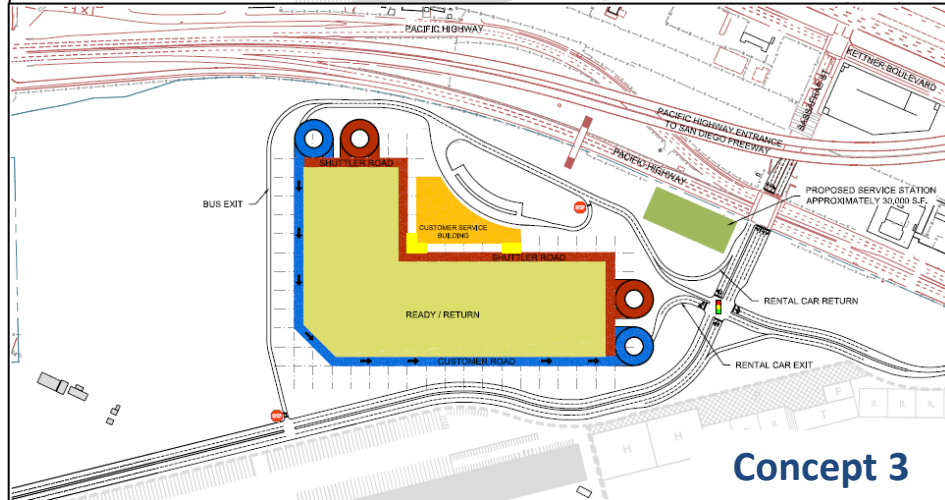 PACIFIC HIGHWAY
KETTNER BOULEVARD
SASSAFRAS ST
PACIFIC HIGHWAY ENTRANCE
TO SAN DIEGO FREEWAY
PACIFIC HIGHWAY
SHUTTLER ROAD
PROPOSED SERVICE STATION
APPROXIMATELY 30,000 S.F.
BUS EXIT
STOP
CUSTOMER SERVICE
BUILDING
SHUTTLER ROAD
RENTAL CAR RETURN
READY / RETURN
CUSTOMER ROAD
RENTAL CAR EXIT
STOP
F
T
H
H
Concept 3